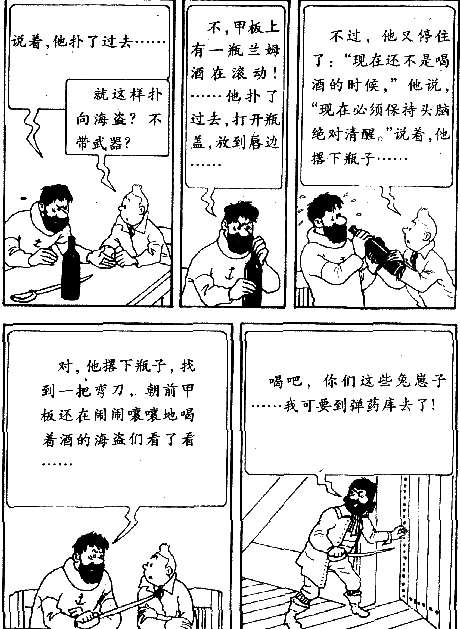 说着,他扑了过去……
就这样扑
向海盗? 不
带武器?
不,甲板上
有一瓶兰姆
酒在滚动!
……他扑了
过去,打开瓶
盖,放到唇边
……
不过,他又停住
了:“现在还不是喝
酒的时候,”他说,
“现在必须保持头脑
绝对清醒。”说着,他
撂下瓶子……
对,他撂下瓶子,找
到一把弯刀,朝前甲
板还在闹闹嚷嚷地喝
着酒的海盗们看了看
……
喝吧,你们这些兔崽子
……我可要到弹药库去了!